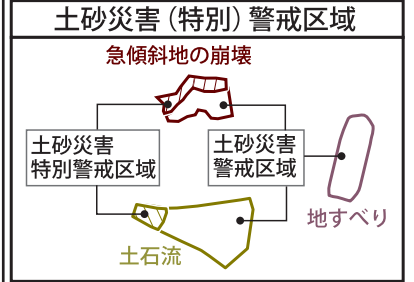 土砂災害(特別)警戒区域
急傾斜地の崩壊
土砂災害
特別警戒区域
土砂災害
警戒区域
地すべり
土石流